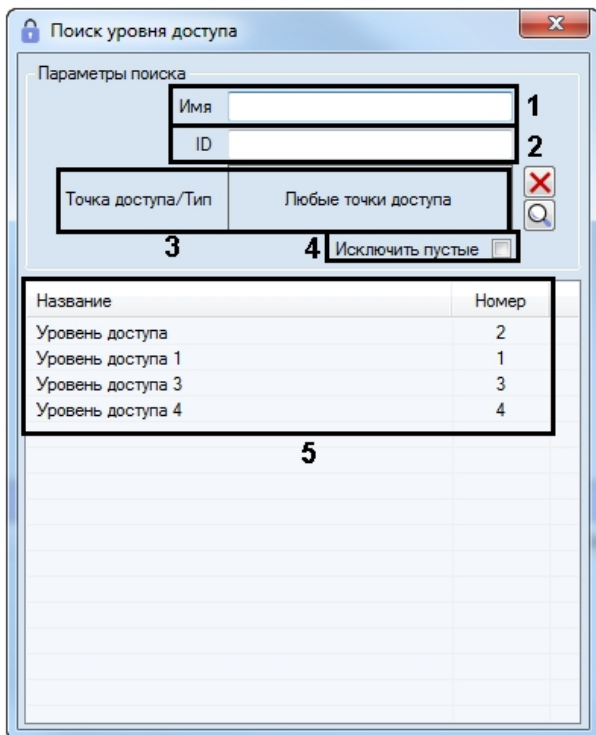 Поиск уровня доступа
Параметры поиска
Имя 1
ID 2
Точка доступа/Тип Любые точки доступа
3 4 Исключить пустые
Название Номер
Уровень доступа 2
Уровень доступа 1 1
Уровень доступа 3 3
Уровень доступа 4 4
5